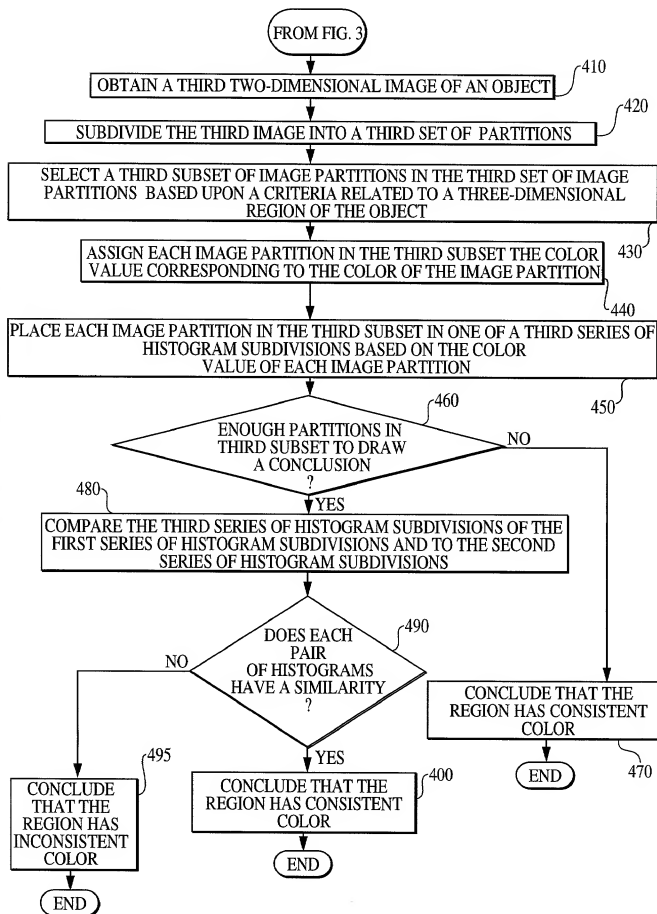 FROM FIG. 3
OBTAIN A THIRD TWO-DIMENSIONAL IMAGE OF AN OBJECT
410
SUBDIVIDE THE THIRD IMAGE INTO A THIRD SET OF PARTITIONS
420
SELECT A THIRD SUBSET OF IMAGE PARTITIONS IN THE THIRD SET OF IMAGE
PARTITIONS BASED UPON A CRITERIA RELATED TO A THREE-DIMENSIONAL
REGION OF THE OBJECT
430
ASSIGN EACH IMAGE PARTITION IN THE THIRD SUBSET THE COLOR
VALUE CORRESPONDING TO THE COLOR OF THE IMAGE PARTITION
440
PLACE EACH IMAGE PARTITION IN THE THIRD SUBSET IN ONE OF A THIRD SERIES OF
HISTOGRAM SUBDIVISIONS BASED ON THE COLOR
VALUE OF EACH IMAGE PARTITION
450
460
ENOUGH PARTITIONS IN
THIRD SUBSET TO DRAW
A CONCLUSION
?
NO
YES
480
COMPARE THE THIRD SERIES OF HISTOGRAM SUBDIVISIONS OF THE
FIRST SERIES OF HISTOGRAM SUBDIVISIONS AND TO THE SECOND
SERIES OF HISTOGRAM SUBDIVISIONS
490
DOES EACH
PAIR
OF HISTOGRAMS
HAVE A SIMILARITY
?
NO
YES
CONCLUDE THAT THE
REGION HAS CONSISTENT
COLOR
470
END
495
CONCLUDE
THAT THE
REGION HAS
INCONSISTENT
COLOR
END
400
CONCLUDE THAT THE
REGION HAS CONSISTENT
COLOR
END